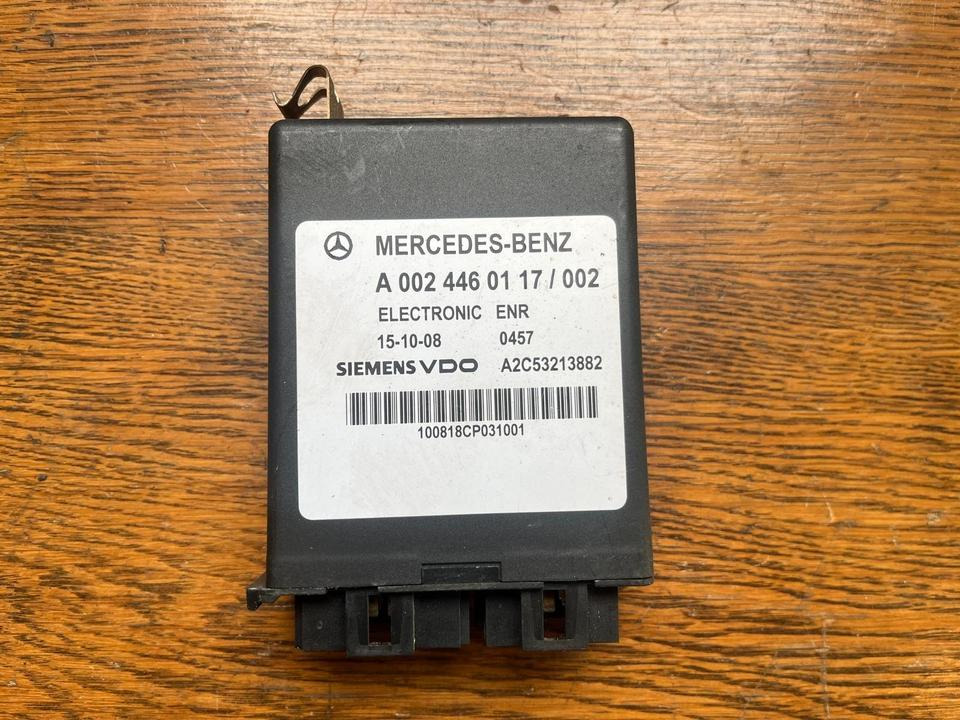 MERCEDES-BENZ
A 002 446 01 17 / 002
ELECTRONIC ENR
15-10-08 0457
SIEMENS VDO A2C53213882
100818CP031001